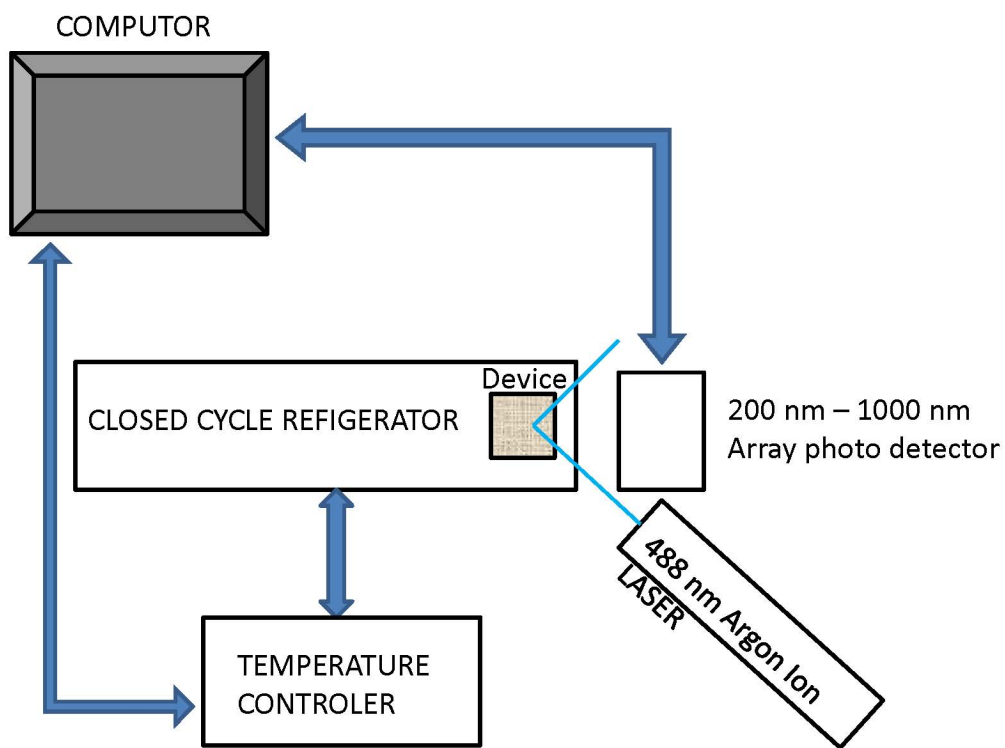 COMPUTOR
Device
CLOSED CYCLE REFIGERATOR
200 nm – 1000 nm
Array photo detector
488 nm Argon Ion
LASER
TEMPERATURE
CONTROLER